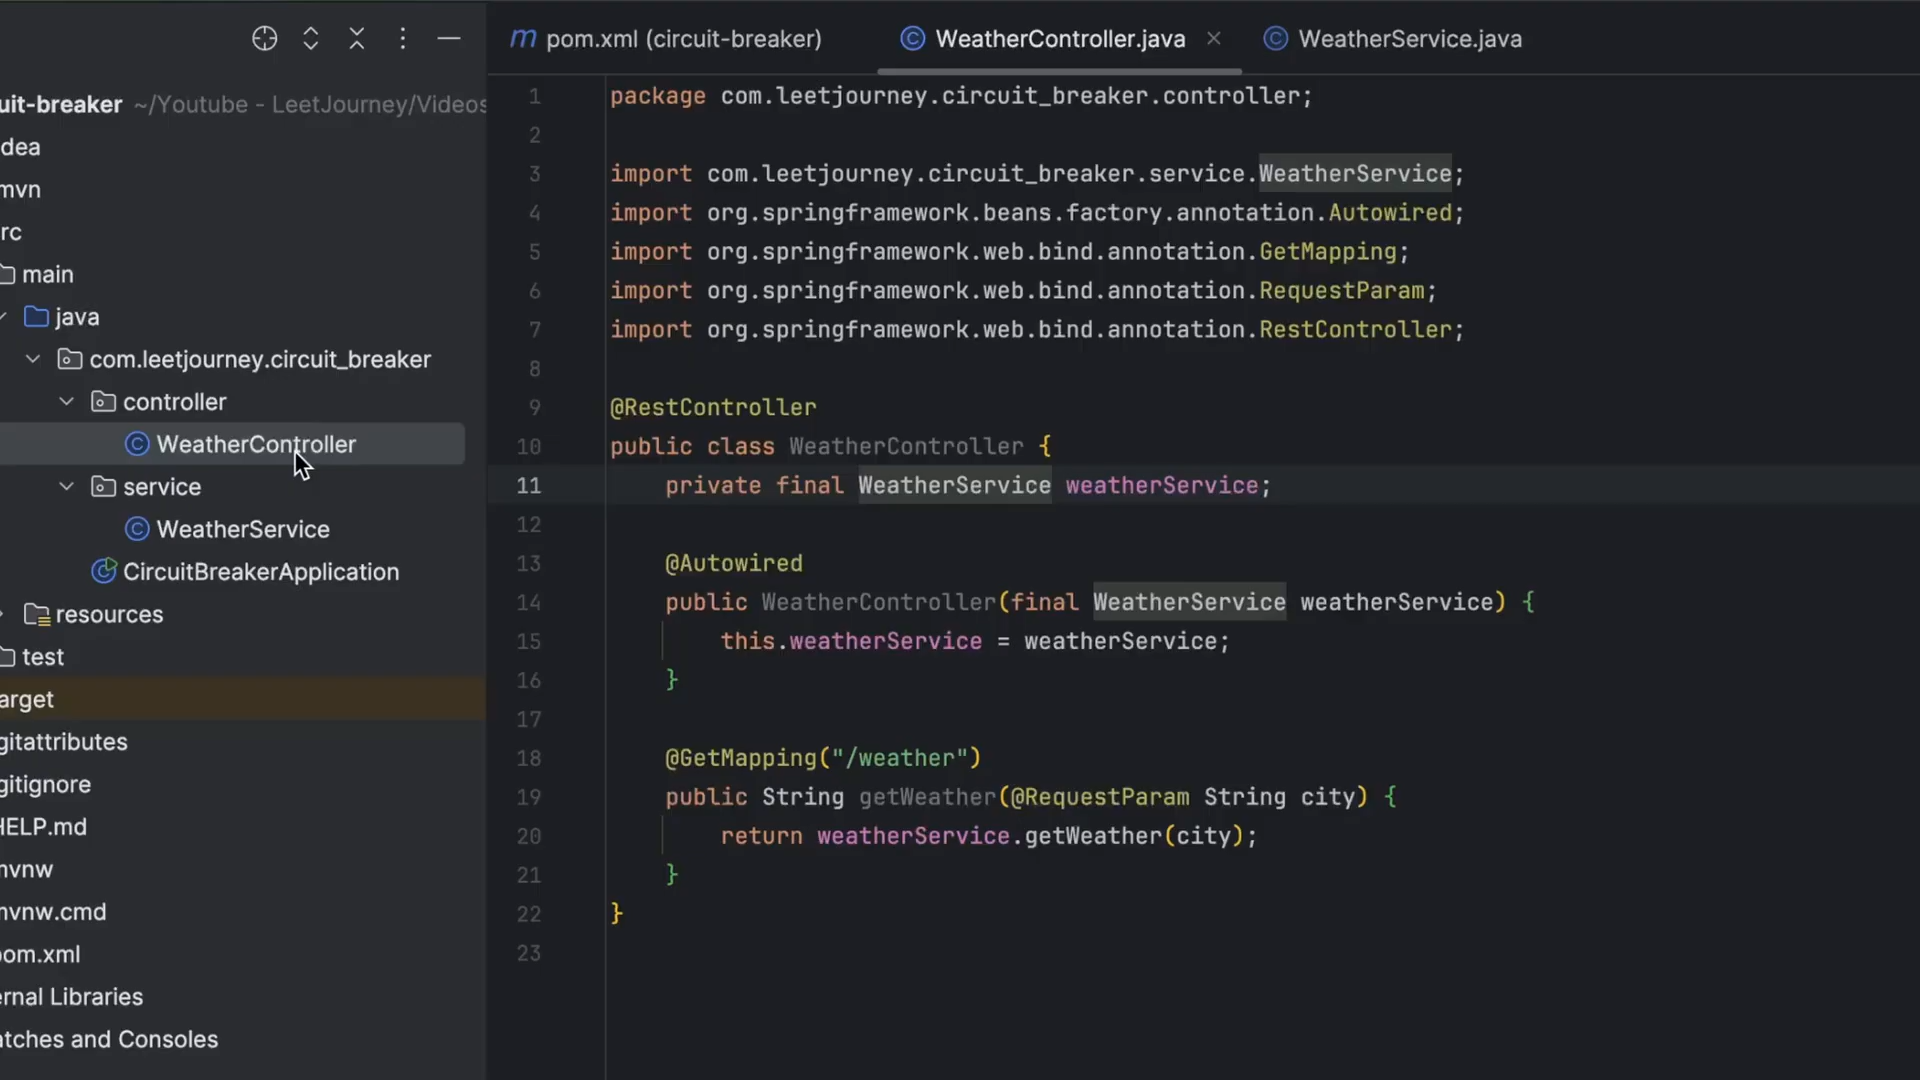 pom.xml (circuit-breaker)
WeatherController.java
WeatherService.java
uit-breaker ~/Youtube - LeetJourney/Videos
dea
mvn
rc
main
java
com.leetjourney.circuit_breaker
controller
WeatherController
service
WeatherService
CircuitBreakerApplication
resources
test
arget
gitattributes
gitignore
HELP.md
mvnw
mvnw.cmd
pom.xml
ernal Libraries
atches and Consoles
1 package com.leetjourney.circuit_breaker.controller;
2
3 import com.leetjourney.circuit_breaker.service.WeatherService;
4 import org.springframework.beans.factory.annotation.Autowired;
5 import org.springframework.web.bind.annotation.GetMapping;
6 import org.springframework.web.bind.annotation.RequestParam;
7 import org.springframework.web.bind.annotation.RestController;
8
9 @RestController
10 public class WeatherController {
11 private final WeatherService weatherService;
12
13 @Autowired
14 public WeatherController(final WeatherService weatherService) {
15 this.weatherService = weatherService;
16 }
17
18 @GetMapping("/weather")
19 public String getWeather(@RequestParam String city) {
20 return weatherService.getWeather(city);
21 }
22 }
23